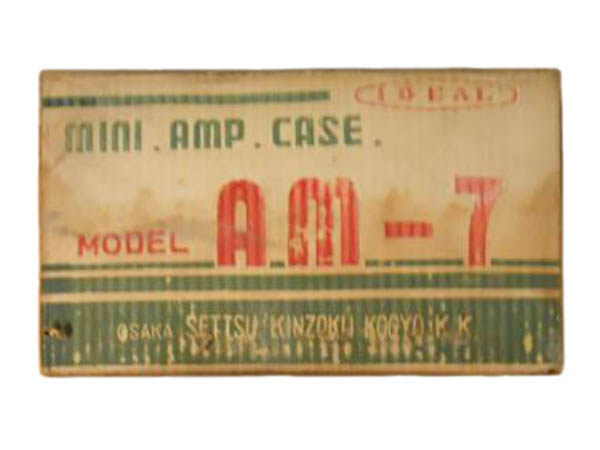 IDEAL
MINI. AMP. CASE.
MODEL AM-7
OSAKA SETTSU KINZOKU KOGYO K.K.